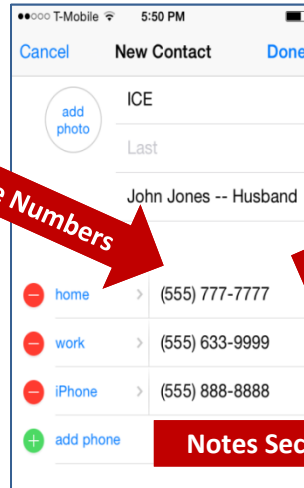 T-Mobile 5:50 PM
Cancel New Contact Done
add
photo
ICE
Last
John Jones -- Husband
Numbers
home (555) 777-7777
work (555) 633-9999
iPhone (555) 888-8888
add phone
Notes